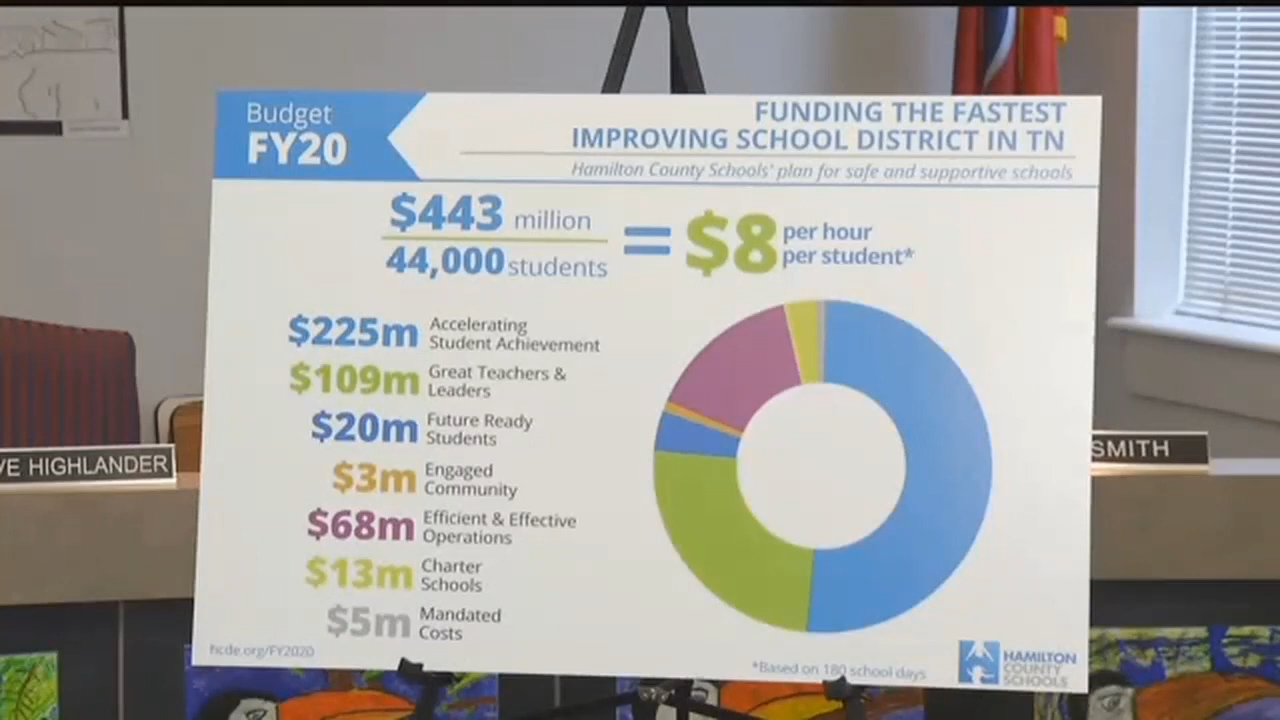 Budget
FY20
FUNDING THE FASTEST
IMPROVING SCHOOL DISTRICT IN TN
Hamilton County Schools' plan for safe and supportive schools
$443 million
44,000 students
=
$8 per hour
per student*
$225m Accelerating
Student Achievement
$109m Great Teachers &
Leaders
$20m Future Ready
Students
$3m Engaged
Community
$68m Efficient & Effective
Operations
$13m Charter
Schools
$5m Mandated
Costs
VE HIGHLANDER
SMITH
hcde.org/FY2020
*Based on 180 school days
HAMILTON
COUNTY
SCHOOLS